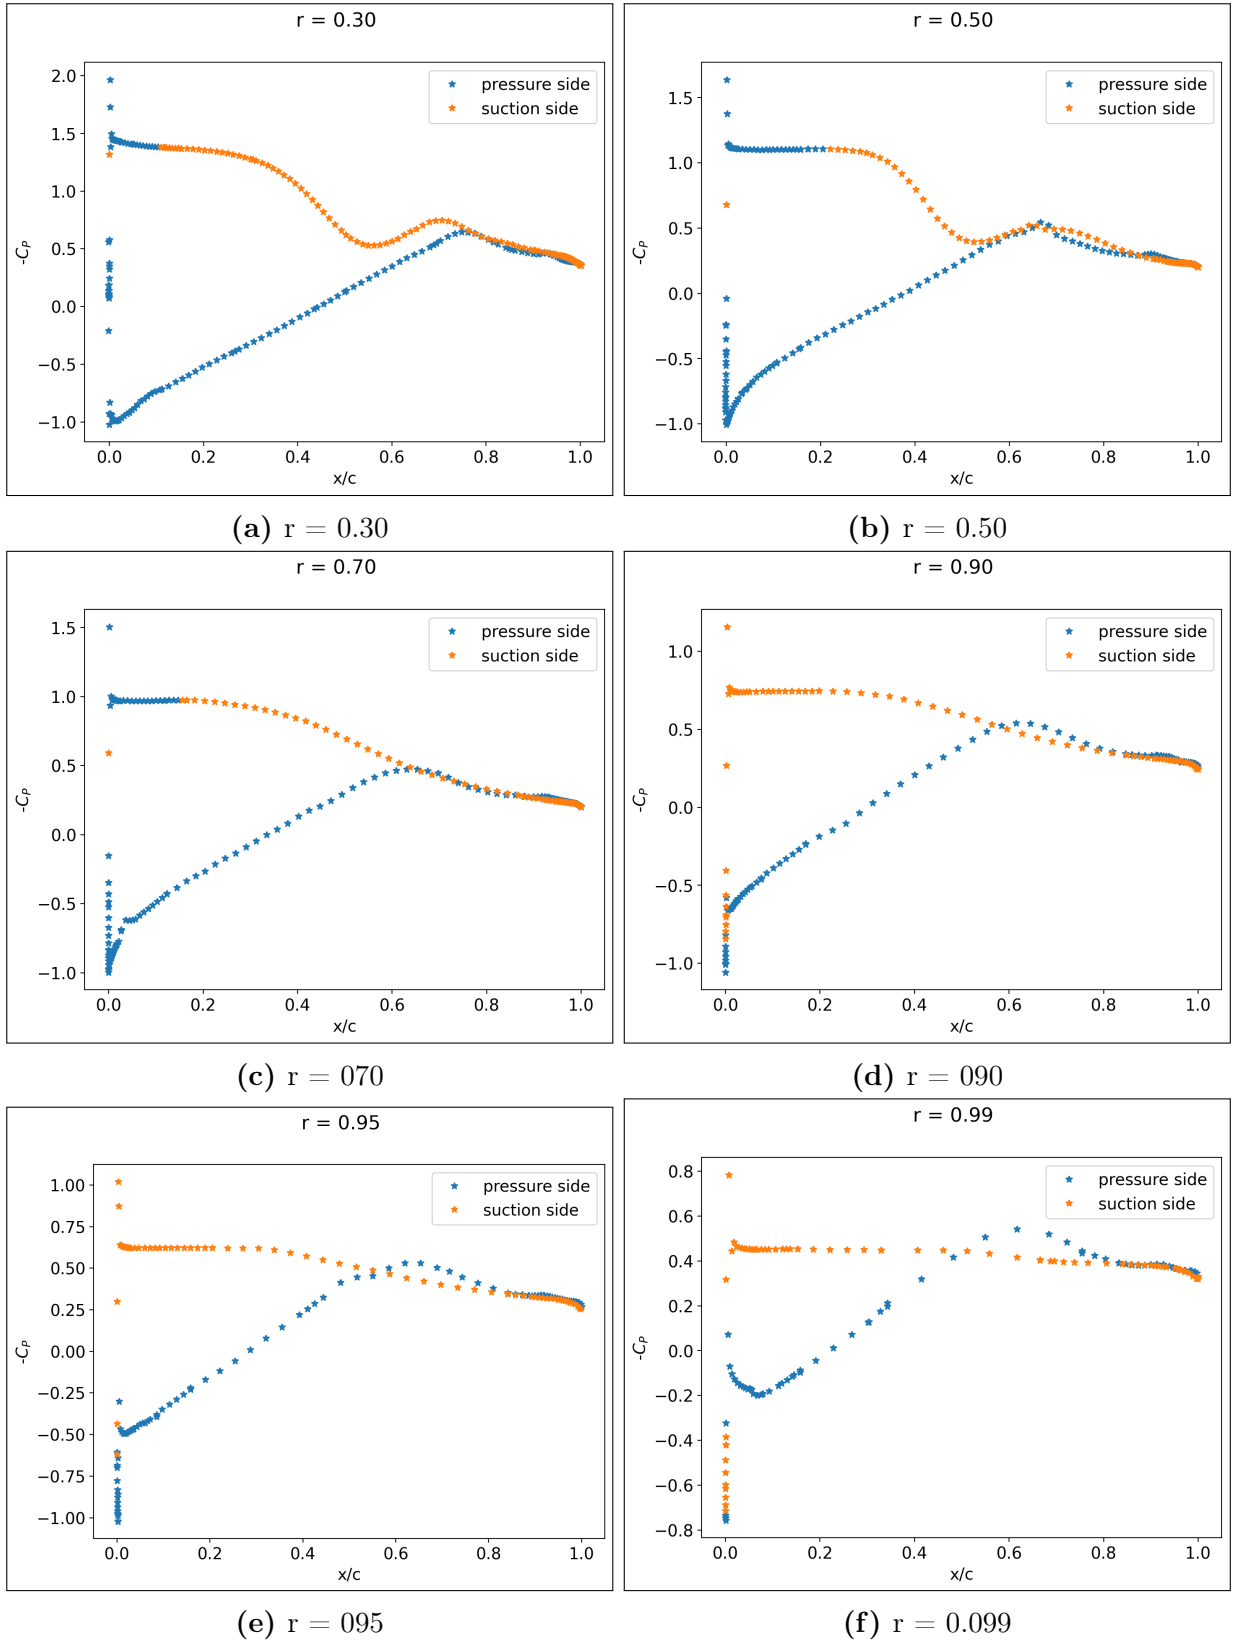 r = 0.30
pressure side
suction side
2.0
1.5
1.0
0.5
0.0
−0.5
−1.0
-C_P
0.0 0.2 0.4 0.6 0.8 1.0
x/c
(a) r = 0.30
r = 0.50
pressure side
suction side
1.5
1.0
0.5
0.0
−0.5
−1.0
-C_P
0.0 0.2 0.4 0.6 0.8 1.0
x/c
(b) r = 0.50
r = 0.70
pressure side
suction side
1.5
1.0
0.5
0.0
−0.5
−1.0
-C_P
0.0 0.2 0.4 0.6 0.8 1.0
x/c
(c) r = 070
r = 0.90
pressure side
suction side
1.0
0.5
0.0
−0.5
−1.0
-C_P
0.0 0.2 0.4 0.6 0.8 1.0
x/c
(d) r = 090
r = 0.95
pressure side
suction side
1.00
0.75
0.50
0.25
0.00
−0.25
−0.50
−0.75
−1.00
-C_P
0.0 0.2 0.4 0.6 0.8 1.0
x/c
(e) r = 095
r = 0.99
pressure side
suction side
0.8
0.6
0.4
0.2
0.0
−0.2
−0.4
−0.6
−0.8
-C_P
0.0 0.2 0.4 0.6 0.8 1.0
x/c
(f) r = 0.099